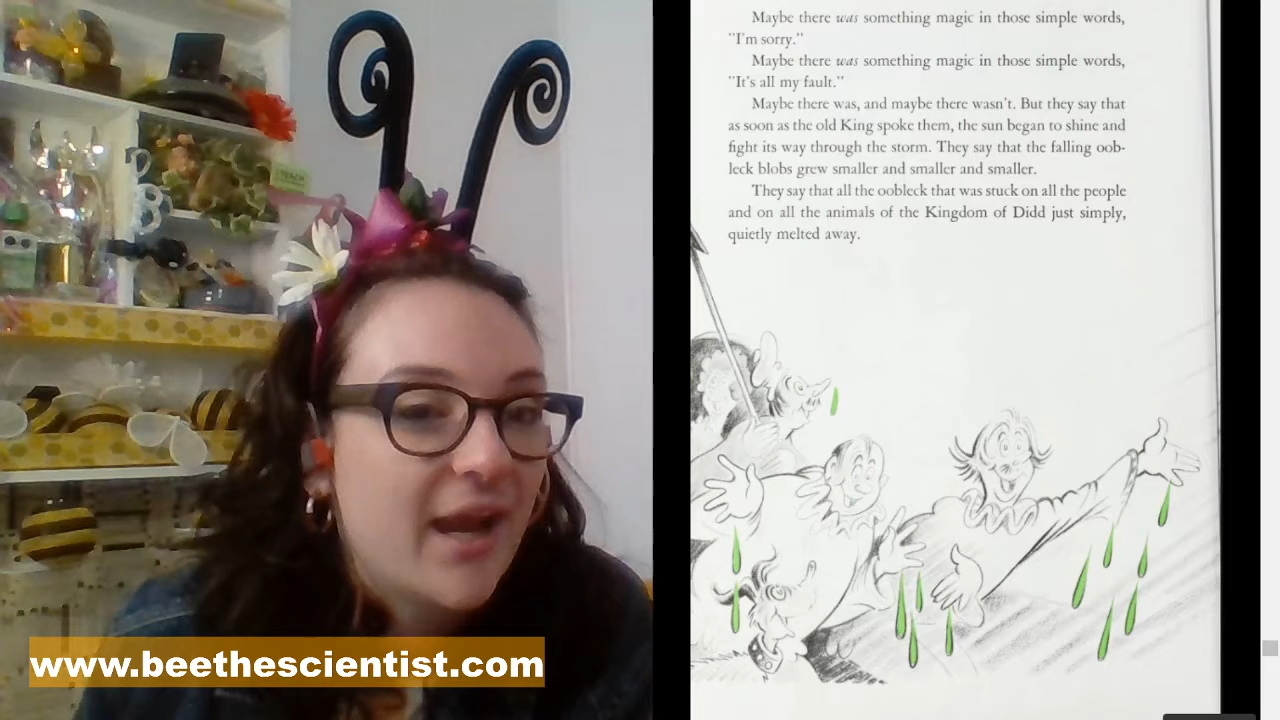 Maybe there was something magic in those simple words,
"I'm sorry."
Maybe there was something magic in those simple words,
"It's all my fault."
Maybe there was, and maybe there wasn't. But they say that
as soon as the old King spoke them, the sun began to shine and
fight its way through the storm. They say that the falling oob-
leck blobs grew smaller and smaller and smaller.
They say that all the oobleck that was stuck on all the people
and on all the animals of the Kingdom of Didd just simply,
quietly melted away.
www.beethescientist.com